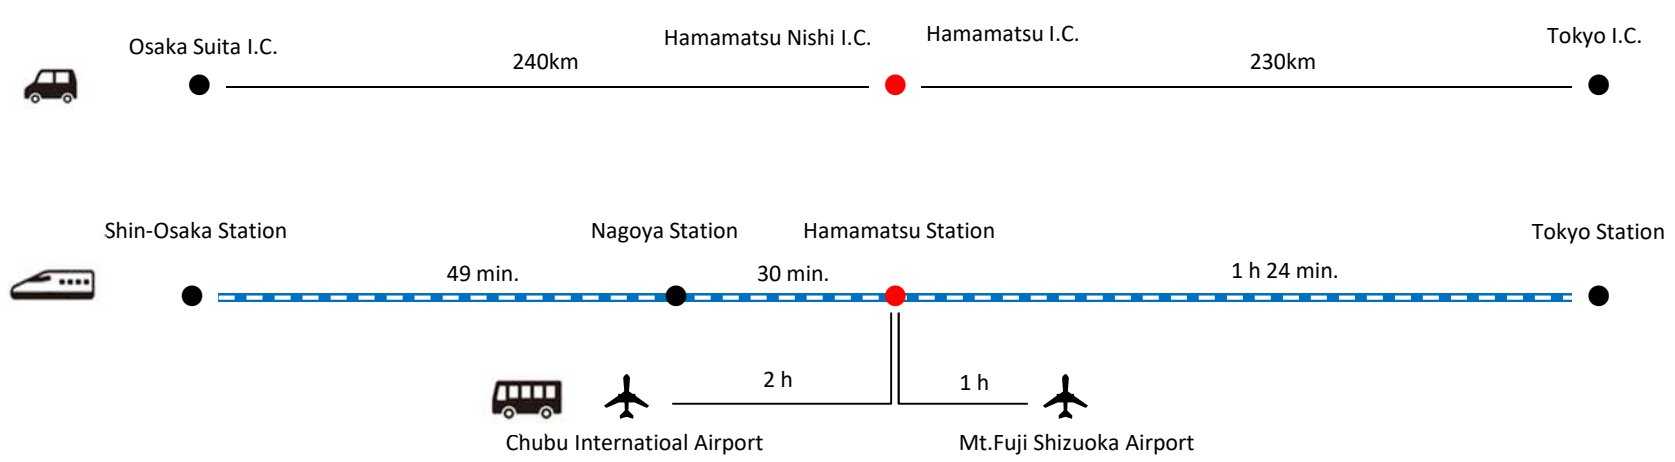 Osaka Suita I.C.
Hamamatsu Nishi I.C.
Hamamatsu I.C.
Tokyo I.C.
240km
230km
Shin-Osaka Station
Nagoya Station
Hamamatsu Station
Tokyo Station
49 min.
30 min.
1 h 24 min.
2 h
1 h
Chubu Internatioal Airport
Mt.Fuji Shizuoka Airport